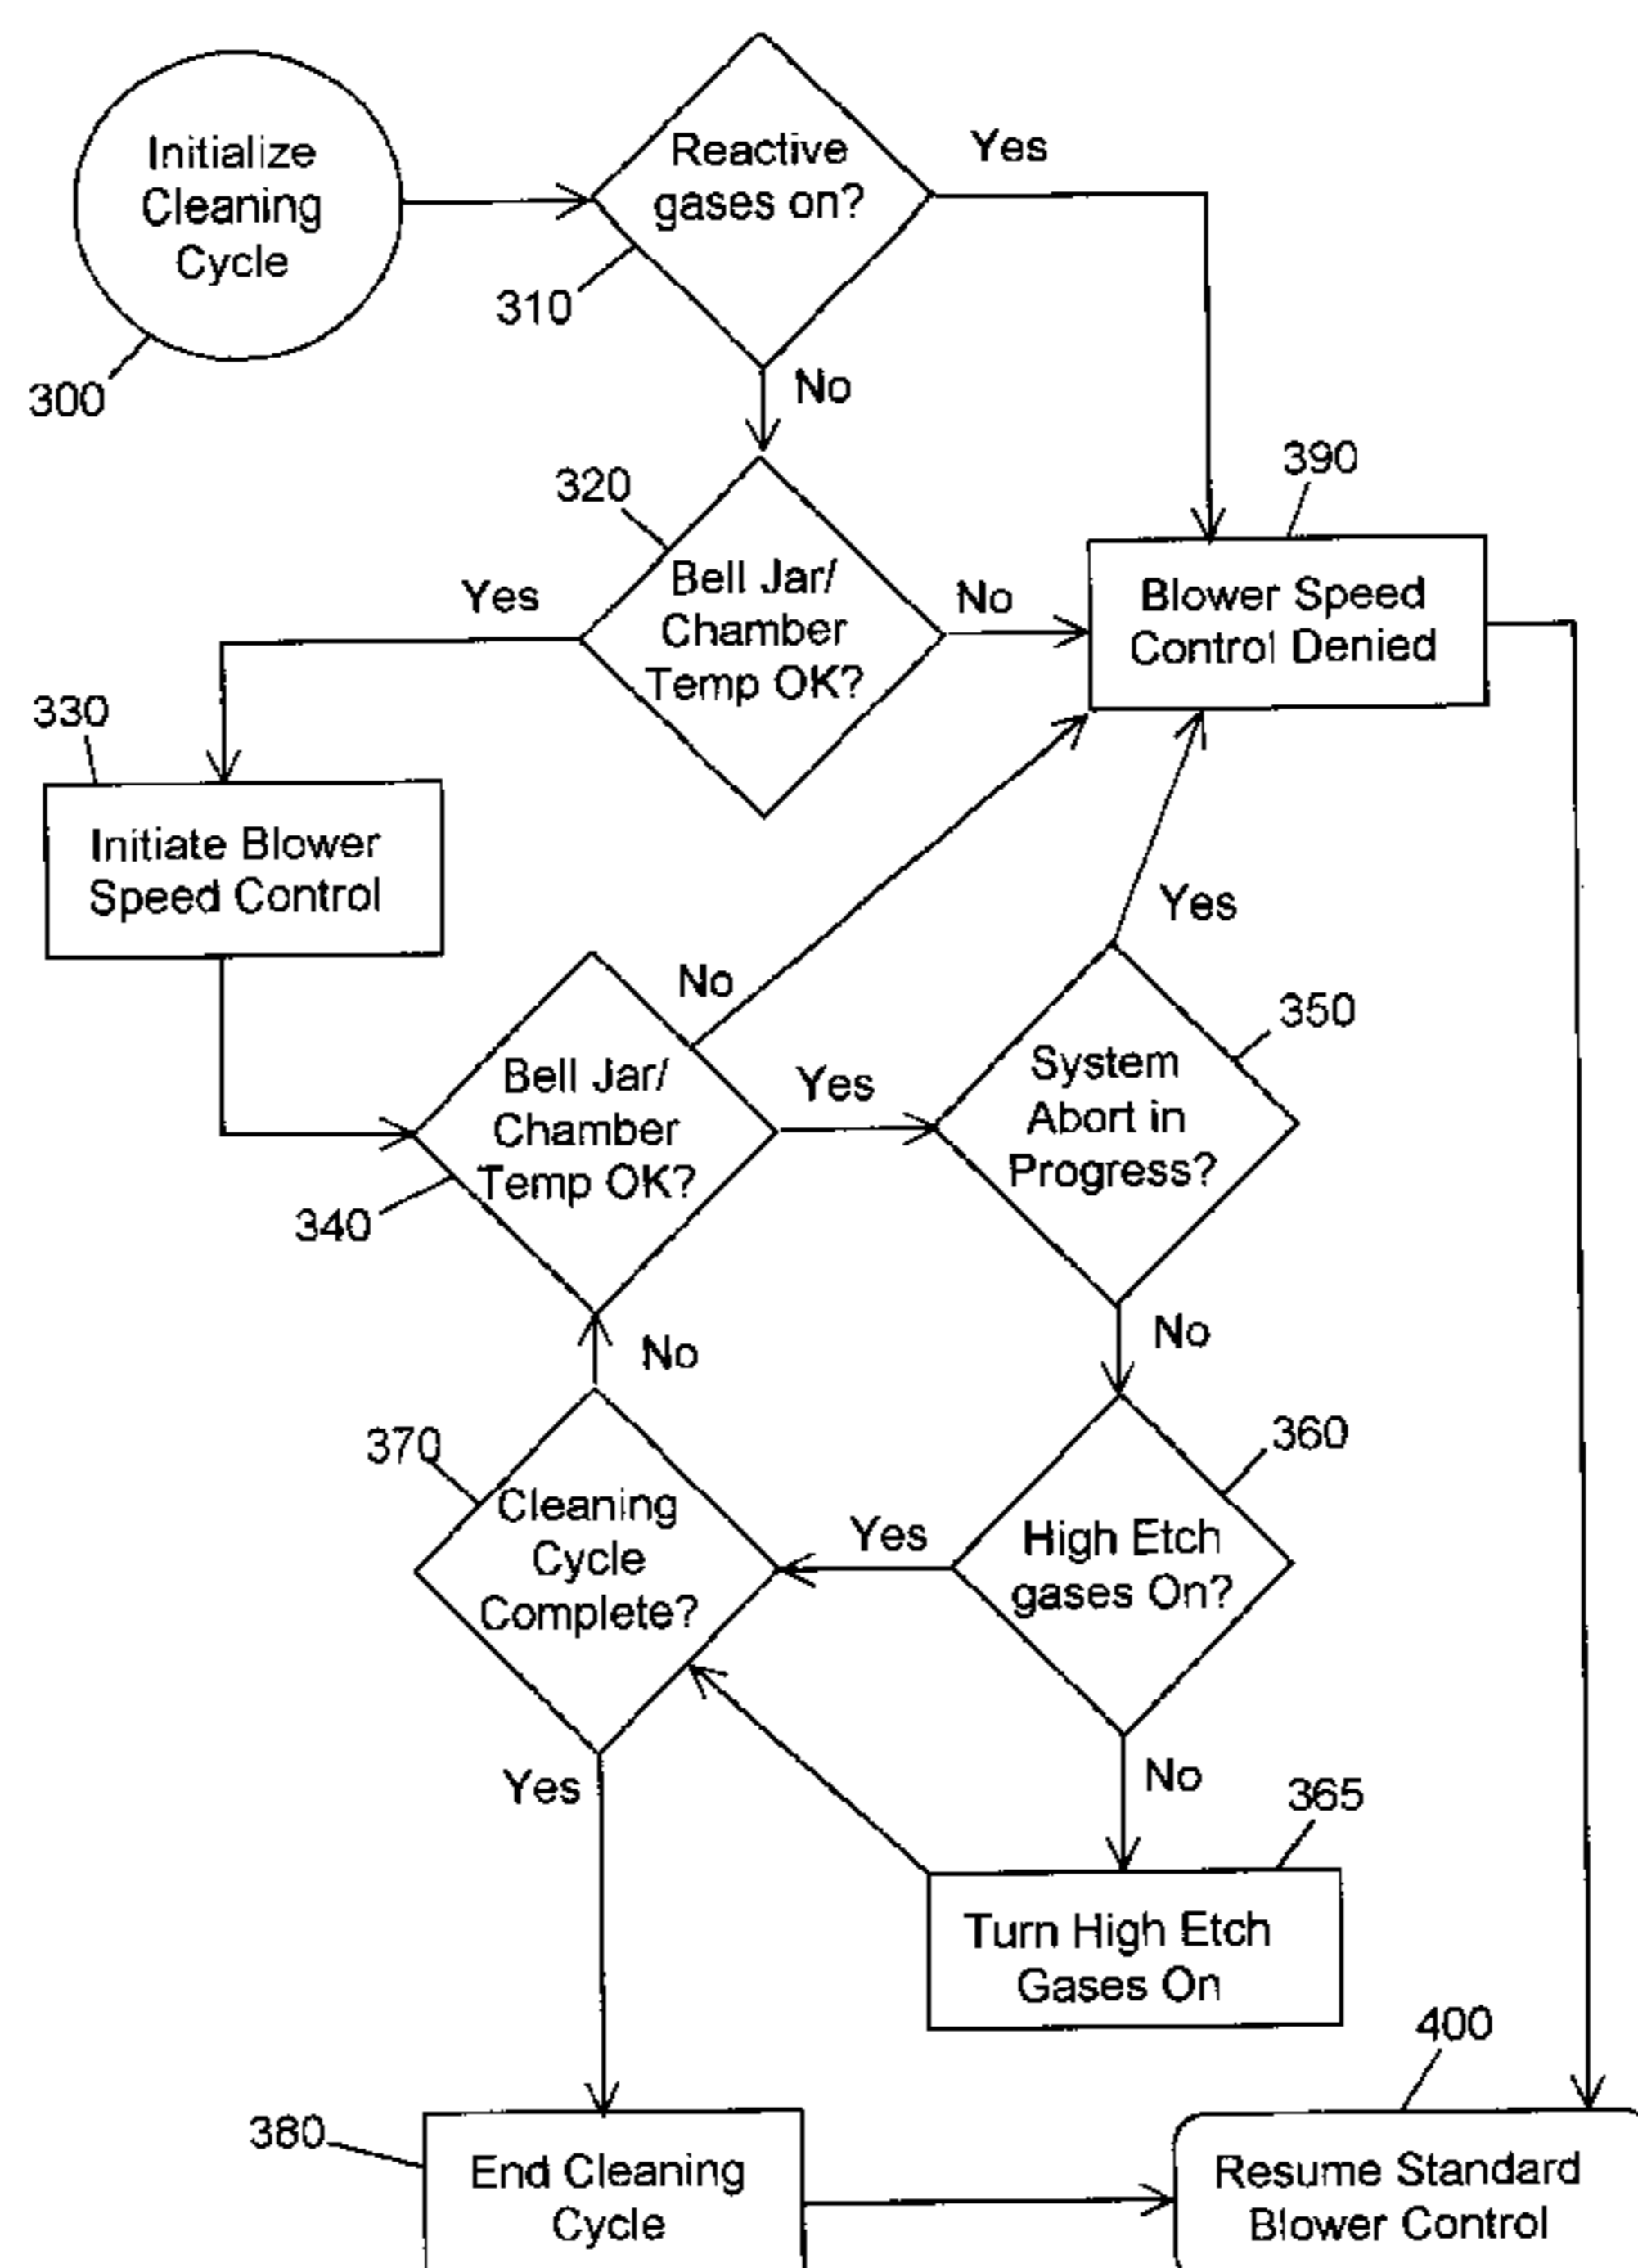 Initialize
Cleaning
Cycle
300
Reactive
gases on?
310
Yes
No
320
Bell Jar/
Chamber
Temp OK?
Yes
No
390
Blower Speed
Control Denied
330
Initiate Blower
Speed Control
Bell Jar/
Chamber
Temp OK?
340
No
Yes
Yes
350
System
Abort in
Progress?
No
No
370
Cleaning
Cycle
Complete?
Yes
360
High Etch
gases On?
Yes
No
365
Turn High Etch
Gases On
400
380
End Cleaning
Cycle
Resume Standard
Blower Control